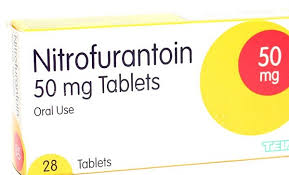 Nitrofurantoin
50 mg Tablets
Oral Use
50
mg
28 Tablets